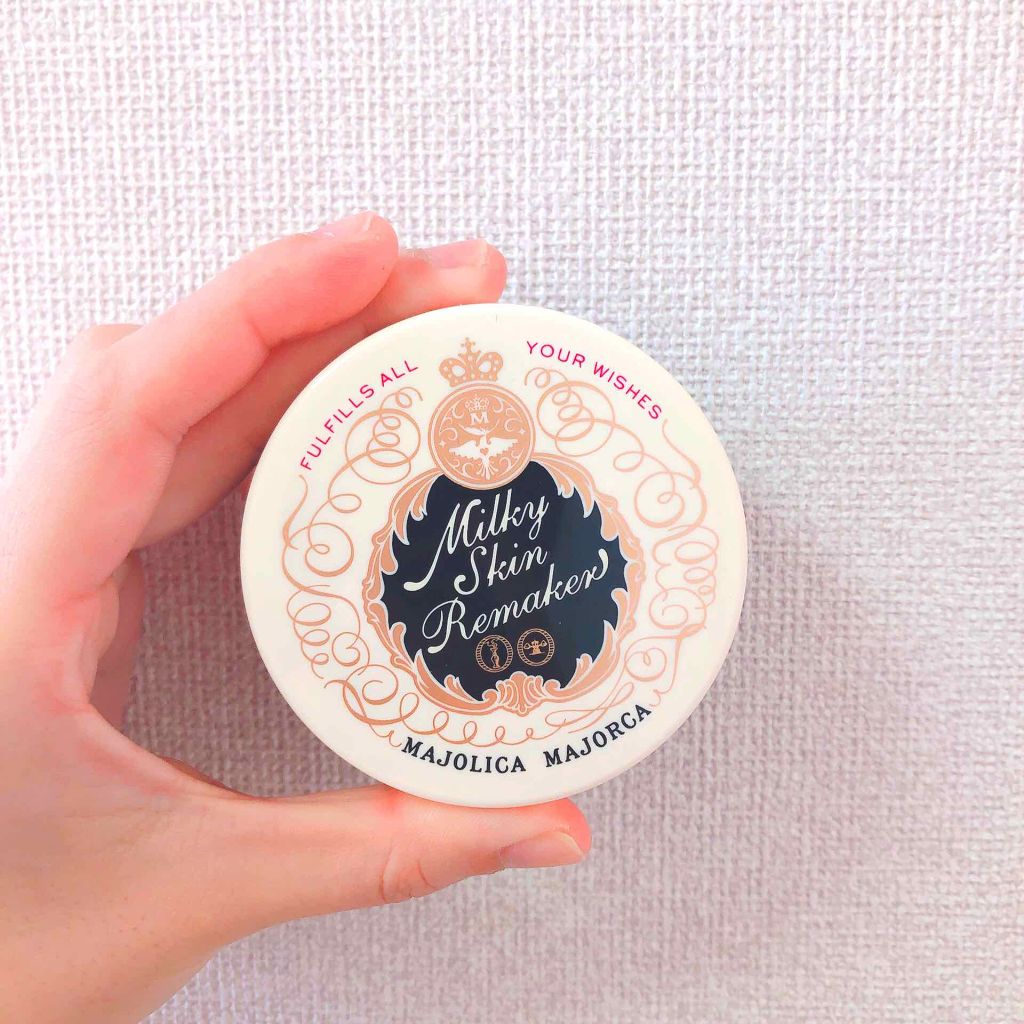 FULFILLS ALL YOUR WISHES
M
Milky
Skin
Remaker
MAJOLICA MAJORCA